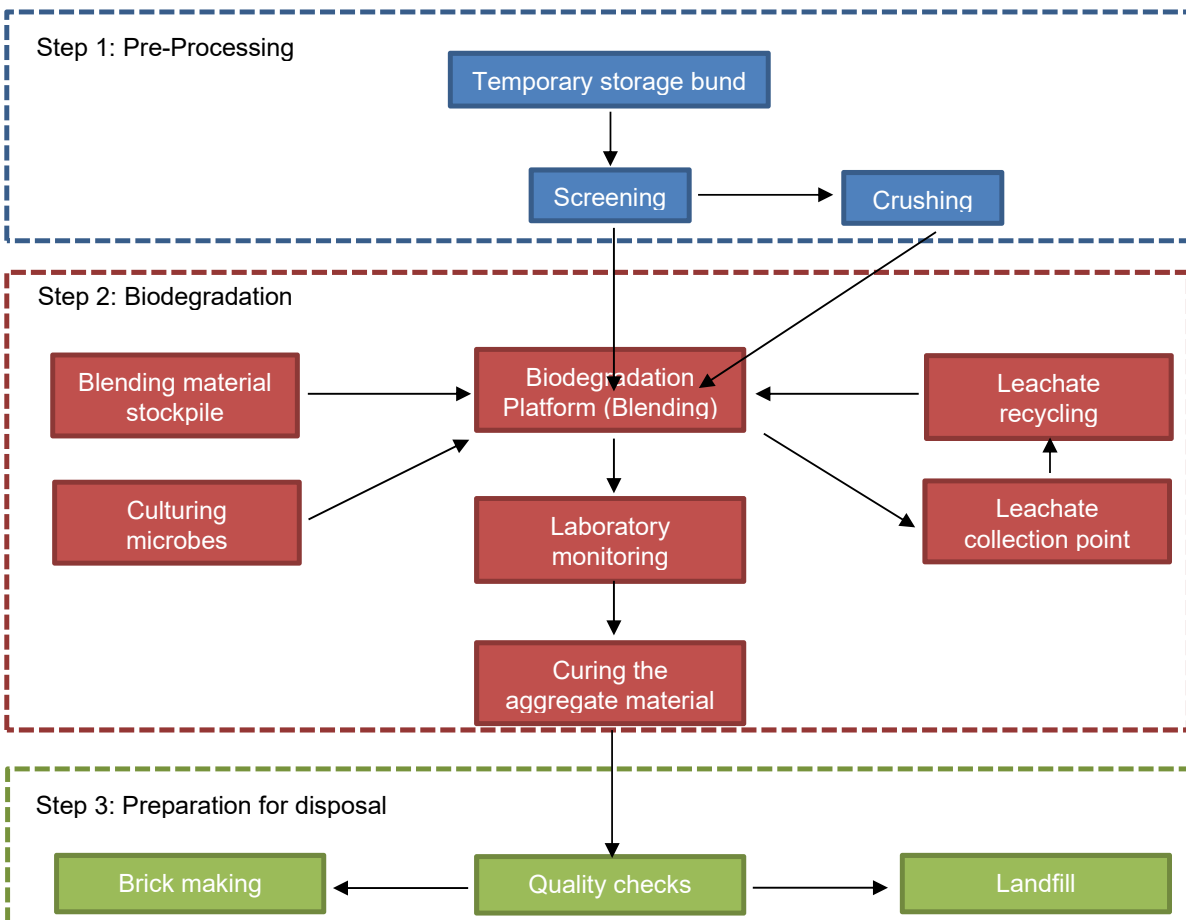 Step 1: Pre-Processing
Temporary storage bund
Screening
Crushing
Step 2: Biodegradation
Blending material
stockpile
Biodegradation
Platform (Blending)
Leachate
recycling
Culturing
microbes
Laboratory
monitoring
Leachate
collection point
Curing the
aggregate material
Step 3: Preparation for disposal
Brick making
Quality checks
Landfill